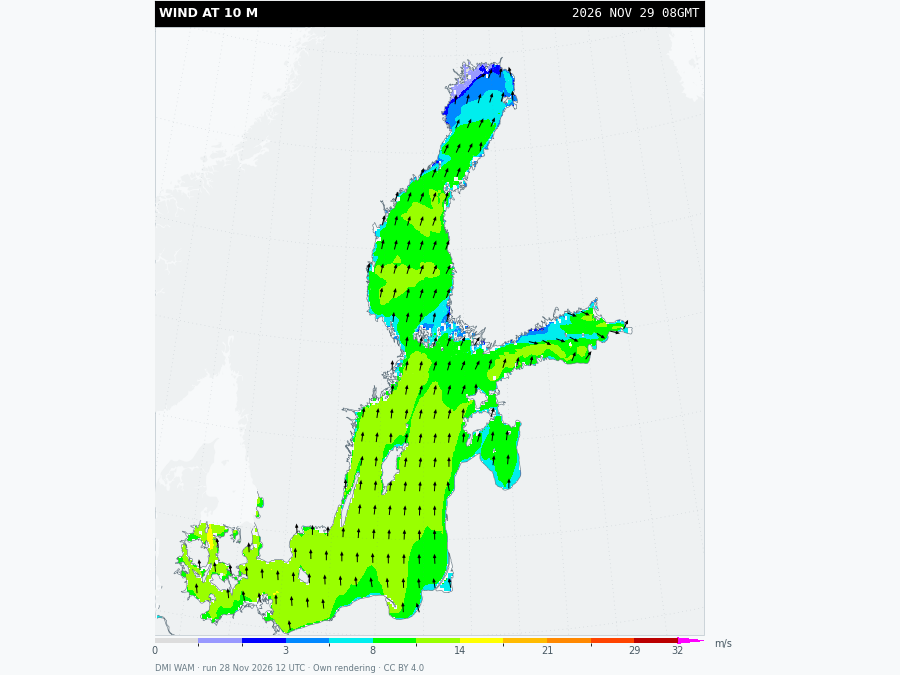 WIND AT 10 M 2026 NOV 29 08GMT
0 3 8 14 21 29 32 m/s
DMI WAM · run 28 Nov 2026 12 UTC · Own rendering · CC BY 4.0